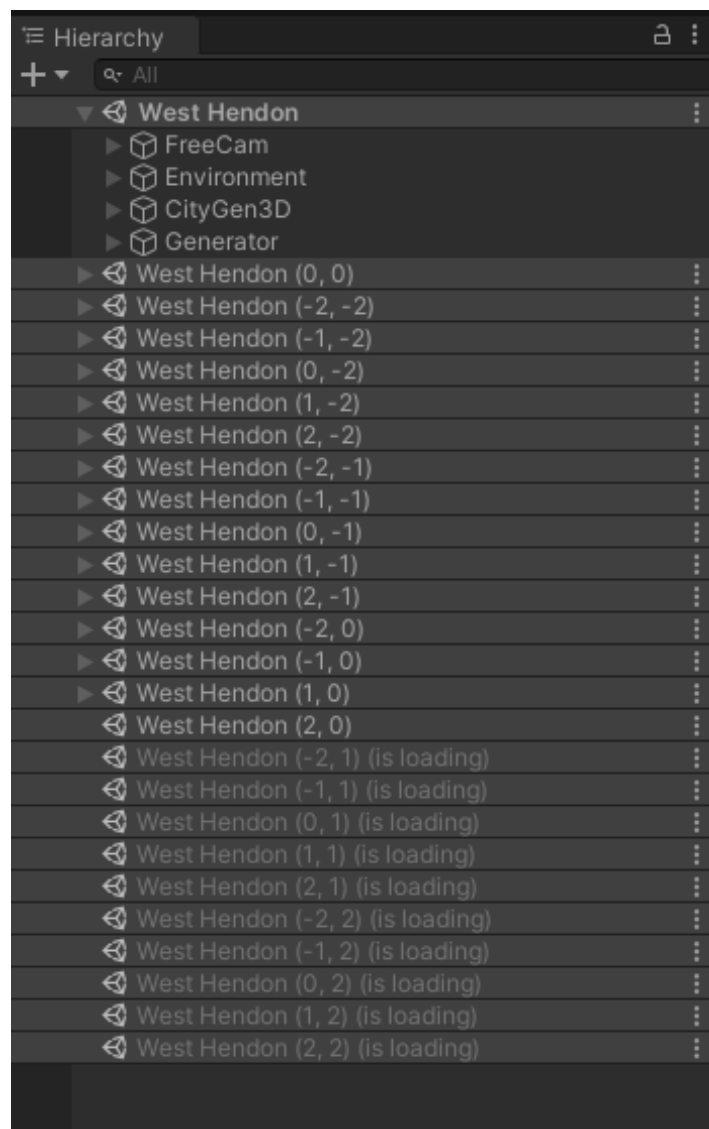 Hierarchy
All
West Hendon
FreeCam
Environment
CityGen3D
Generator
West Hendon (0, 0)
West Hendon (-2, -2)
West Hendon (-1, -2)
West Hendon (0, -2)
West Hendon (1, -2)
West Hendon (2, -2)
West Hendon (-2, -1)
West Hendon (-1, -1)
West Hendon (0, -1)
West Hendon (1, -1)
West Hendon (2, -1)
West Hendon (-2, 0)
West Hendon (-1, 0)
West Hendon (1, 0)
West Hendon (2, 0)
West Hendon (-2, 1) (is loading)
West Hendon (-1, 1) (is loading)
West Hendon (0, 1) (is loading)
West Hendon (1, 1) (is loading)
West Hendon (2, 1) (is loading)
West Hendon (-2, 2) (is loading)
West Hendon (-1, 2) (is loading)
West Hendon (0, 2) (is loading)
West Hendon (1, 2) (is loading)
West Hendon (2, 2) (is loading)